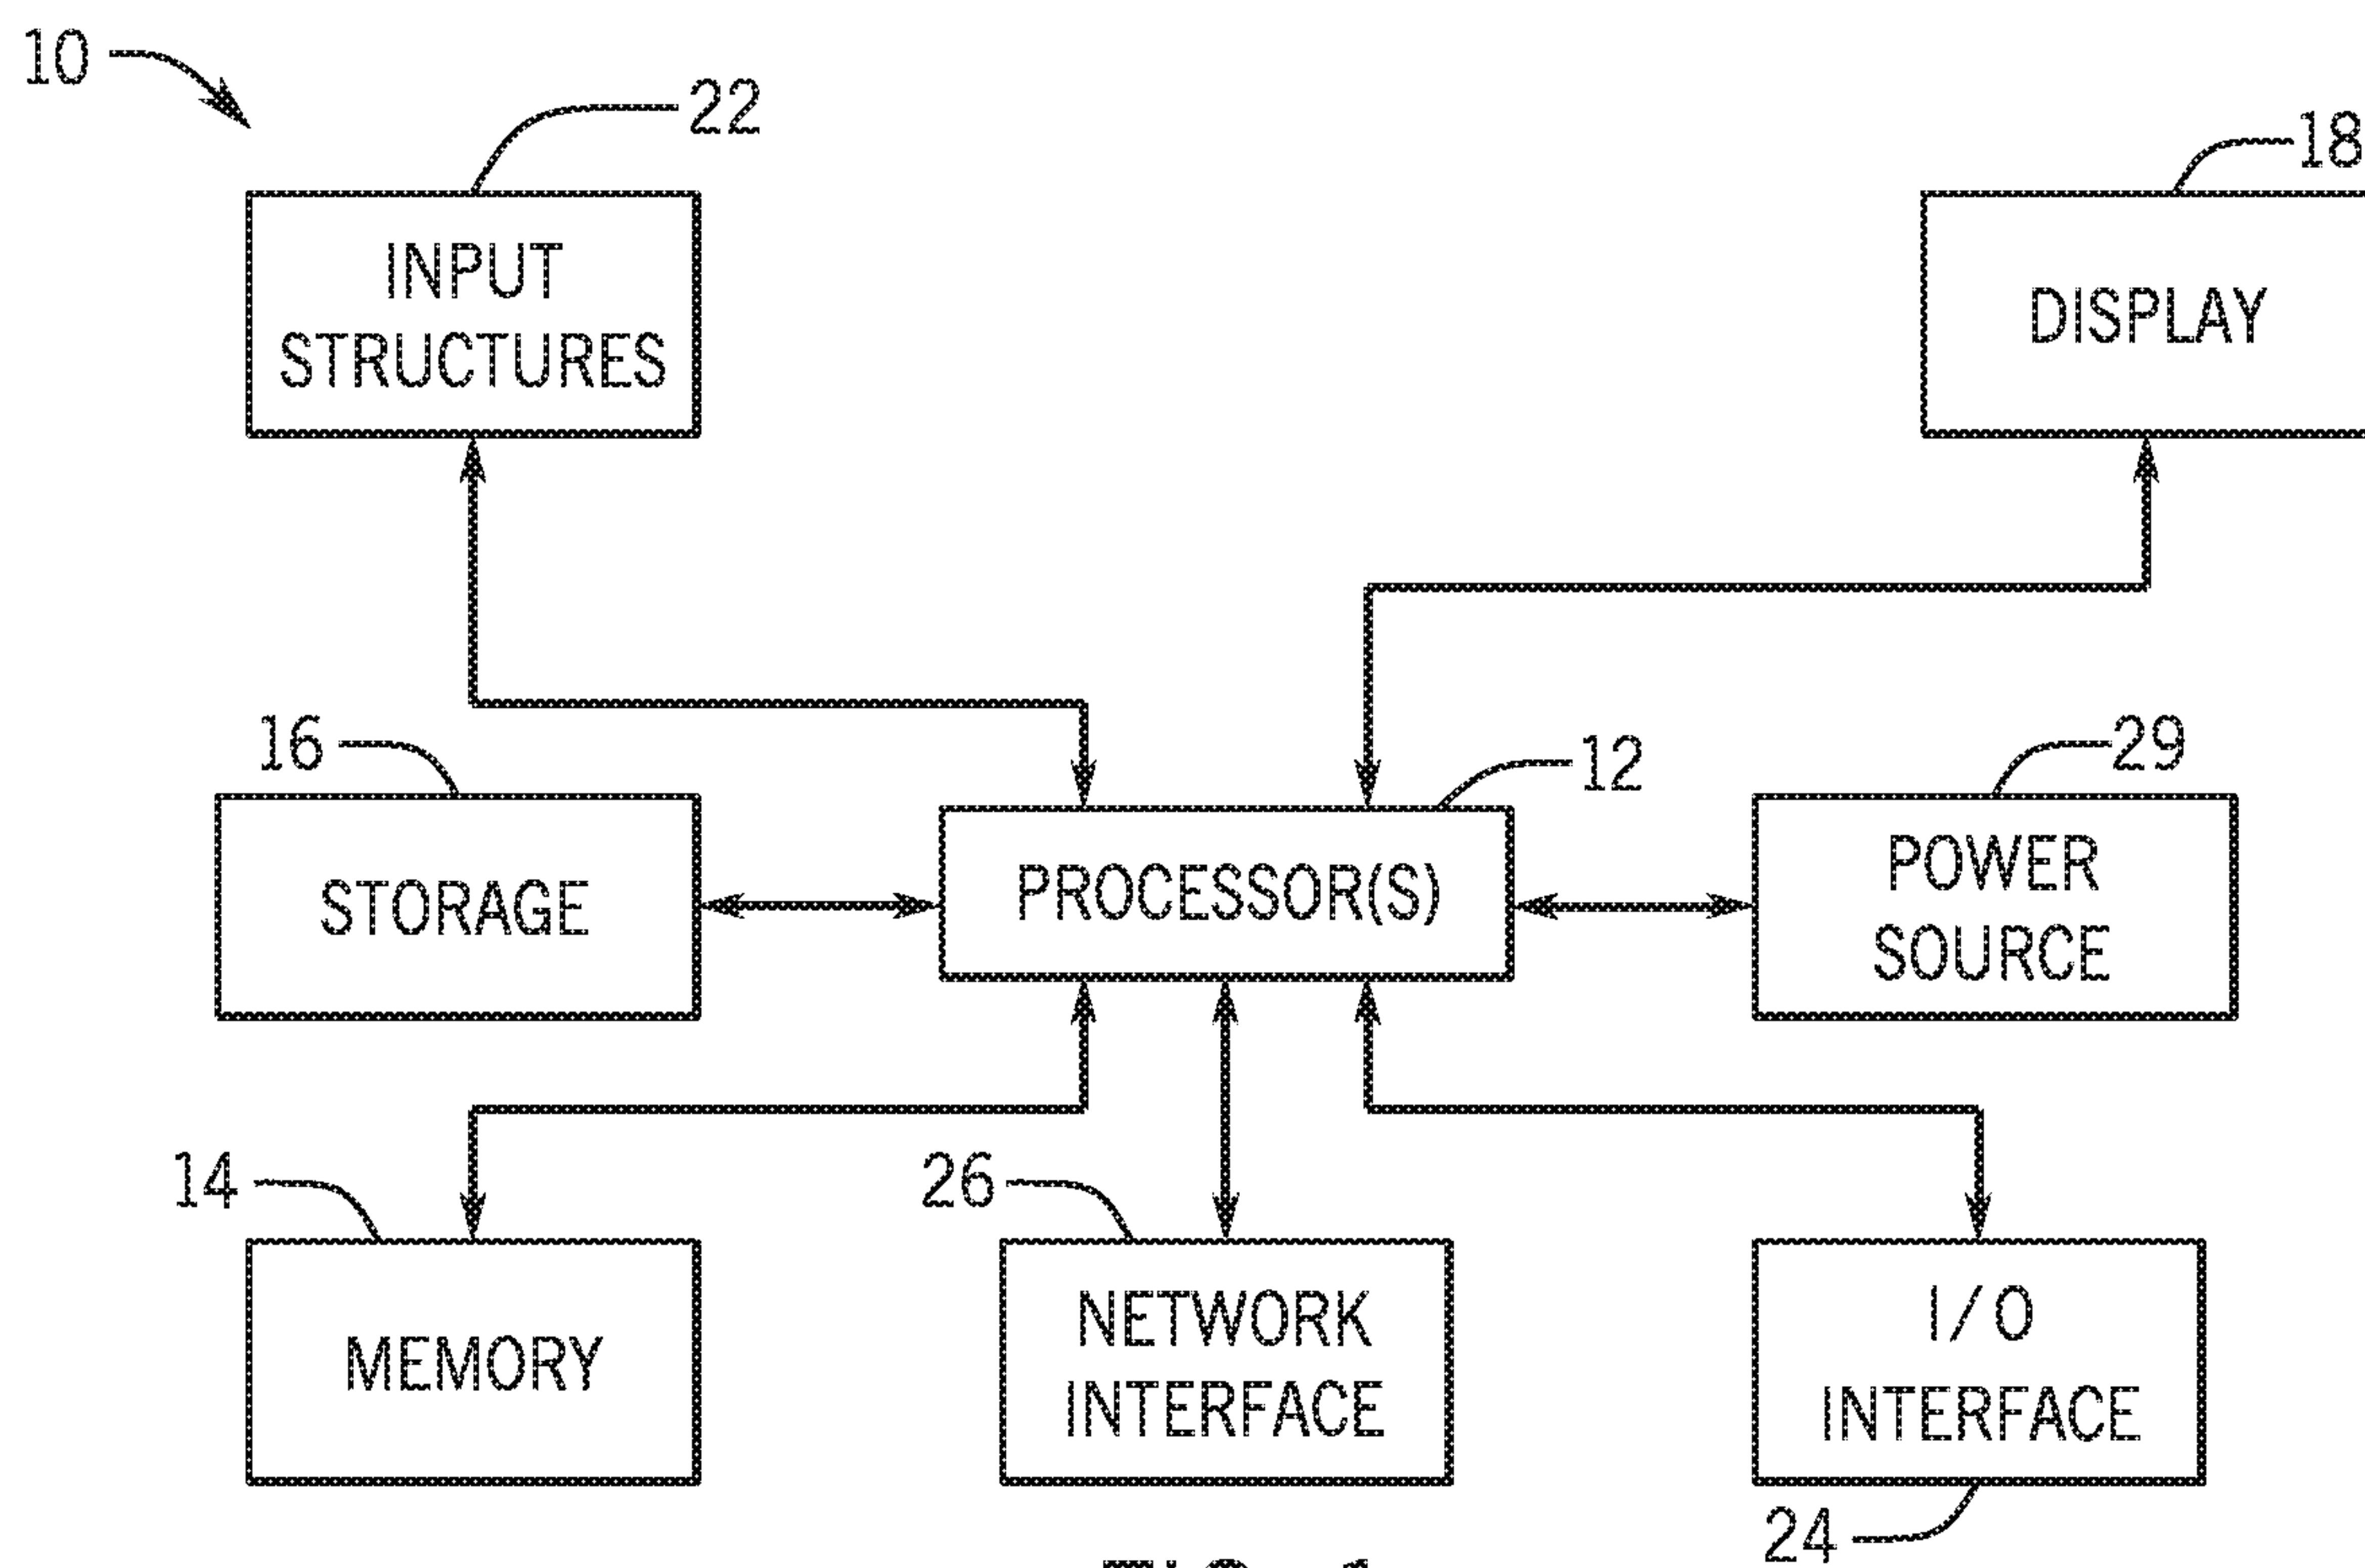 10
22
18
INPUT
STRUCTURES
DISPLAY
16
12
29
STORAGE
PROCESSOR(S)
POWER
SOURCE
14
26
MEMORY
NETWORK
INTERFACE
I/O
INTERFACE
24